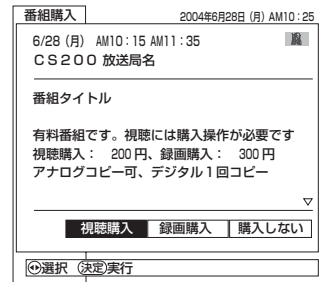 番組購入 2004年6月28日 (月) AM10:25
6/28 (月) AM10:15 AM11:35
CS200 放送局名
番組タイトル
有料番組です。視聴には購入操作が必要です
視聴購入： 200円、録画購入： 300円
アナログコピー可、デジタル1回コピー
視聴購入 録画購入 購入しない
選択 決定実行